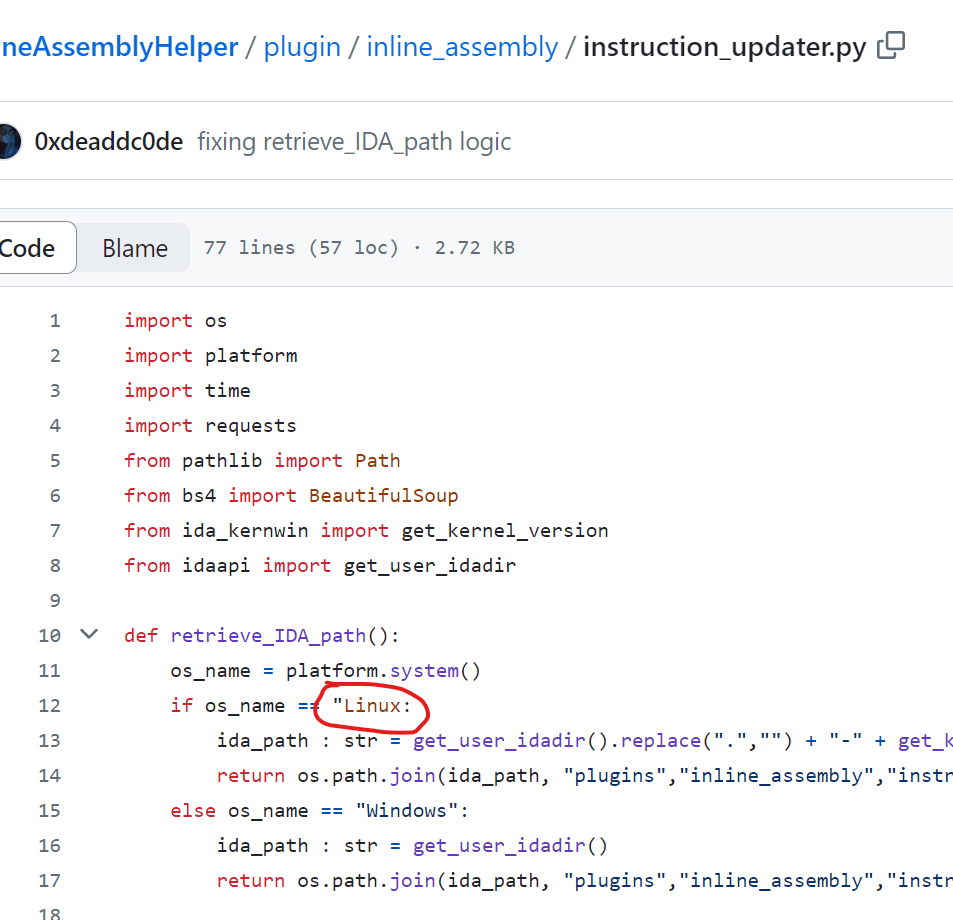 neAssemblyHelper / plugin / inline_assembly / instruction_updater.py
0xdeaddc0de fixing retrieve_IDA_path logic
Code Blame 77 lines (57 loc) · 2.72 KB
1 import os
2 import platform
3 import time
4 import requests
5 from pathlib import Path
6 from bs4 import BeautifulSoup
7 from ida_kernwin import get_kernel_version
8 from idaapi import get_user_idadir
9
10 def retrieve_IDA_path():
11 os_name = platform.system()
12 if os_name == "Linux:
13 ida_path : str = get_user_idadir().replace(".","") + "-" + get_k
14 return os.path.join(ida_path, "plugins","inline_assembly","instr
15 else os_name == "Windows":
16 ida_path : str = get_user_idadir()
17 return os.path.join(ida_path, "plugins","inline_assembly","instr
18